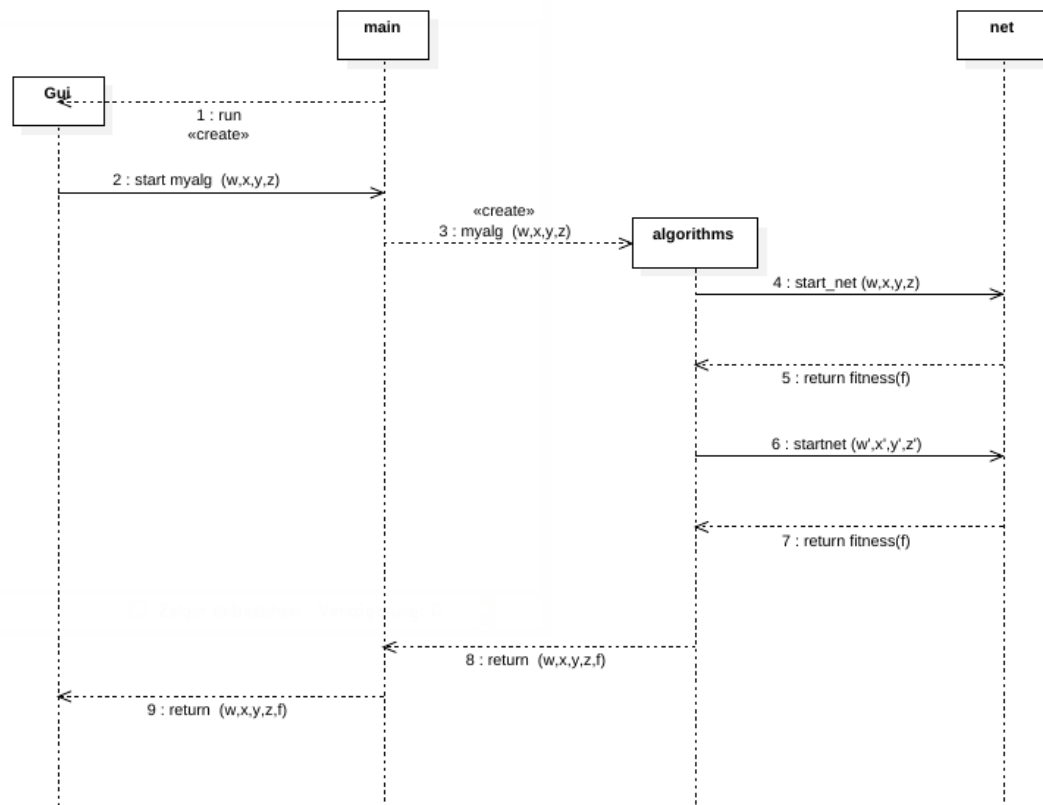 main
net
Gui
1 : run
«create»
2 : start myalg  (w,x,y,z)
«create»
3 : myalg  (w,x,y,z)
algorithms
4 : start_net (w,x,y,z)
5 : return fitness(f)
6 : startnet (w',x',y',z')
7 : return fitness(f)
8 : return  (w,x,y,z,f)
9 : return  (w,x,y,z,f)